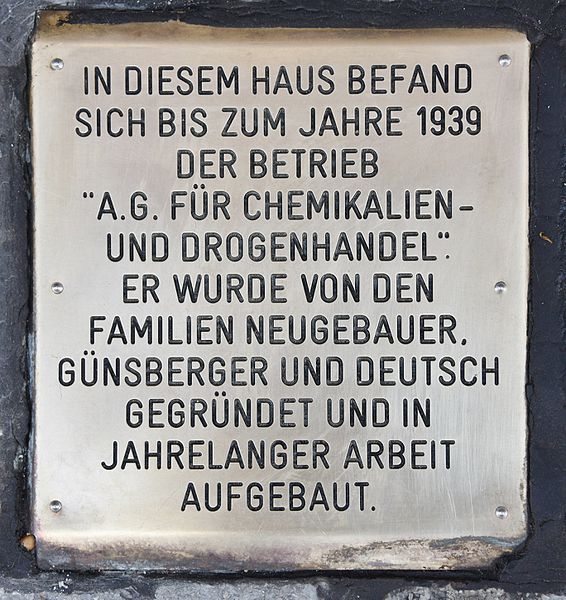 IN DIESEM HAUS BEFAND
SICH BIS ZUM JAHRE 1939
DER BETRIEB
"A.G. FÜR CHEMIKALIEN-
UND DROGENHANDEL".
ER WURDE VON DEN
FAMILIEN NEUGEBAUER,
GÜNSBERGER UND DEUTSCH
GEGRÜNDET UND IN
JAHRELANGER ARBEIT
AUFGEBAUT.